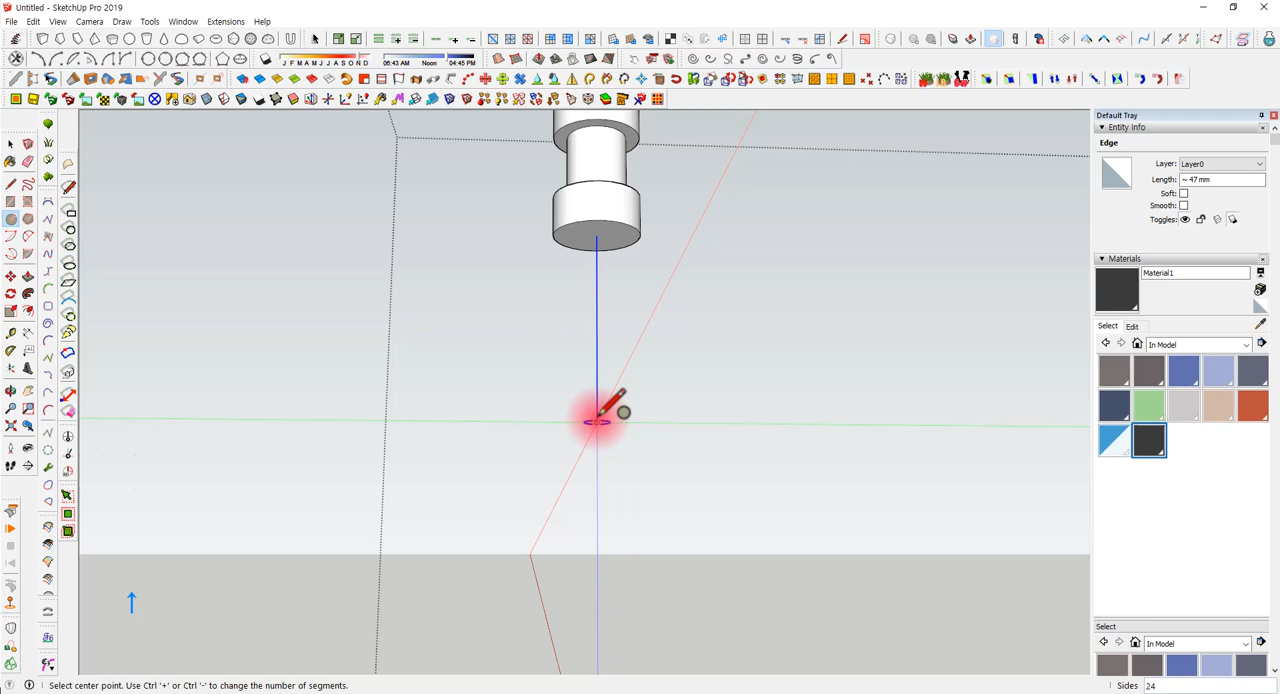 Untitled - SketchUp Pro 2019
File Edit View Camera Draw Tools Window Extensions Help
J F M A M J J A S O N D 06:43 AM Noon 04:45 PM
Default Tray
Entity Info
Edge
Layer: Layer0
Length: ~ 47 mm
Soft:
Smooth:
Toggles:
Materials
Material1
Select Edit
In Model
Select
In Model
Select center point. Use Ctrl '+' or Ctrl '-' to change the number of segments.
Sides 24